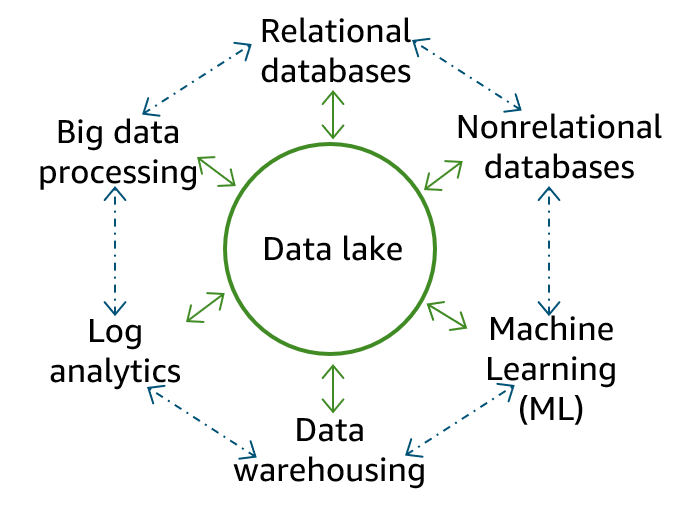 Relational
databases
Big data
processing
Nonrelational
databases
Data lake
Log
analytics
Machine
Learning
(ML)
Data
warehousing